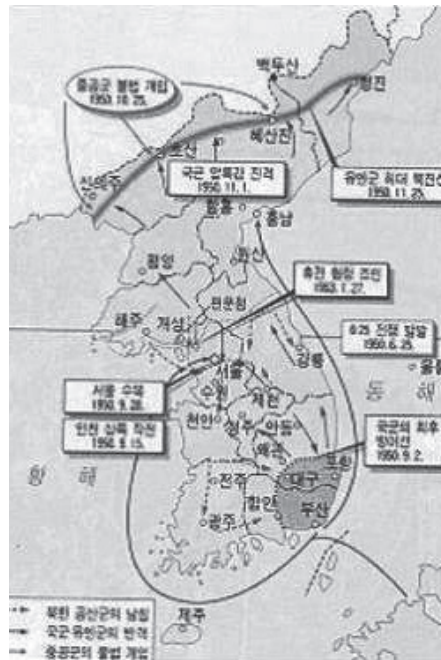 백두산
청진
중공군 불법 개입
1950.10.25.
혜산진
초산
국군 압록강 진격
1950.11.1.
유엔군 최대 북진선
1950.11.25.
신의주
함흥
흥남
원산
평양
휴전 협정 조인
1953.7.27.
판문점
해주
개성
6·25 전쟁 발발
1950.6.25.
강릉
서울
수원
제천
서울 수복
1950.9.28.
동 해
천안
청주
안동
인천 상륙 작전
1950.9.15.
국군의 최후
방어선
1950.9.2.
왜관
포항
대구
황 해
전주
함안
부산
광주
제주
북한 공산군의 남침
국군·유엔군의 반격
중공군의 불법 개입